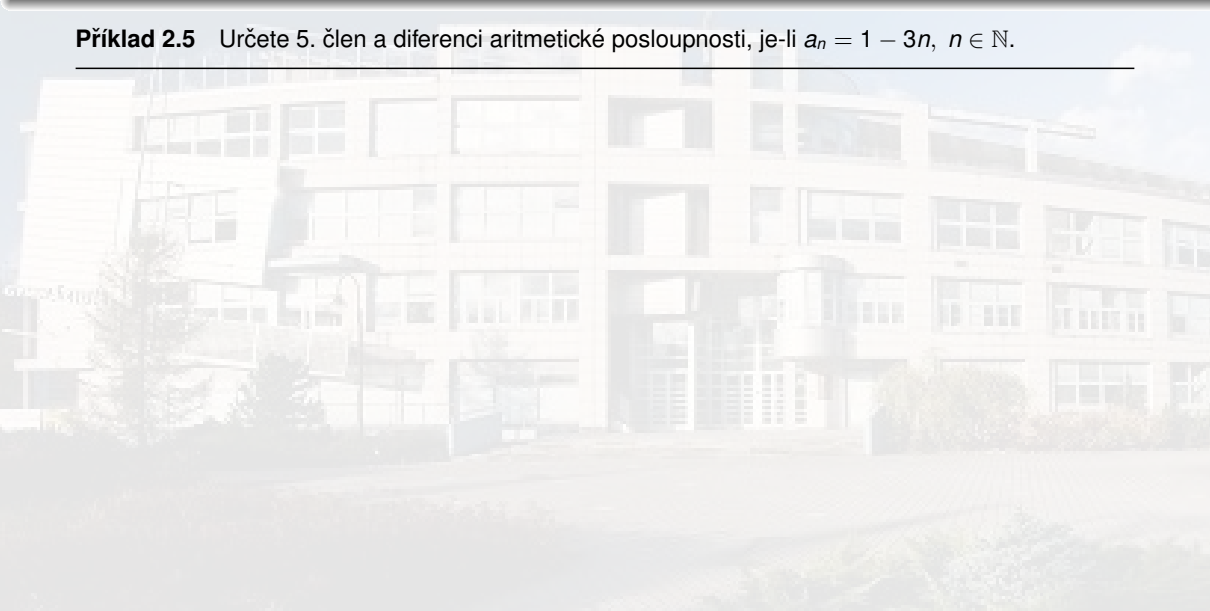 Příklad 2.5 Určete 5. člen a diferenci aritmetické posloupnosti, je-li aₙ = 1 − 3n, n ∈ ℕ.